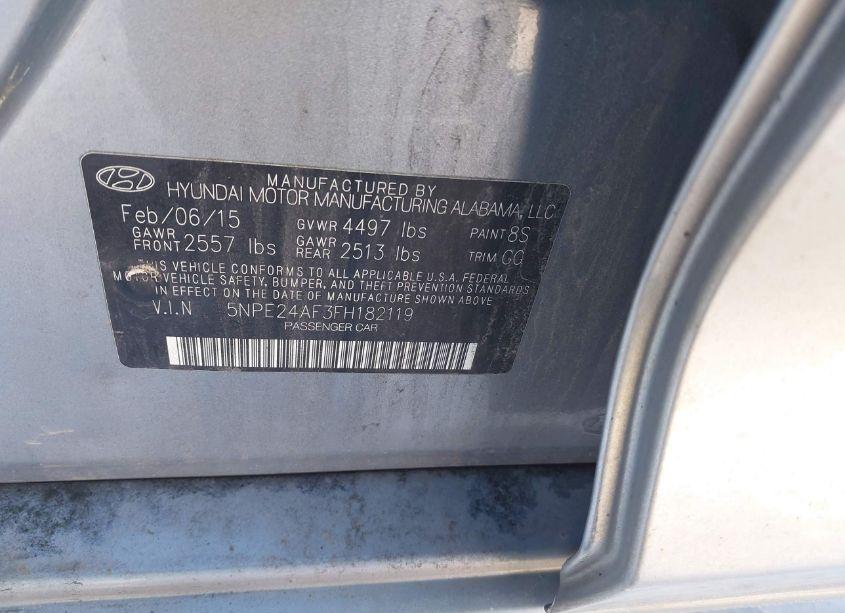 MANUFACTURED BY
HYUNDAI MOTOR MANUFACTURING ALABAMA, LLC
Feb/06/15 GVWR 4497 lbs PAINT 8S
GAWR FRONT 2557 lbs GAWR REAR 2513 lbs TRIM
THIS VEHICLE CONFORMS TO ALL APPLICABLE U.S.A. FEDERAL
MOTOR VEHICLE SAFETY, BUMPER, AND THEFT PREVENTION STANDARDS
IN EFFECT ON THE DATE OF MANUFACTURE SHOWN ABOVE
V.I.N 5NPE24AF3FH182119
PASSENGER CAR